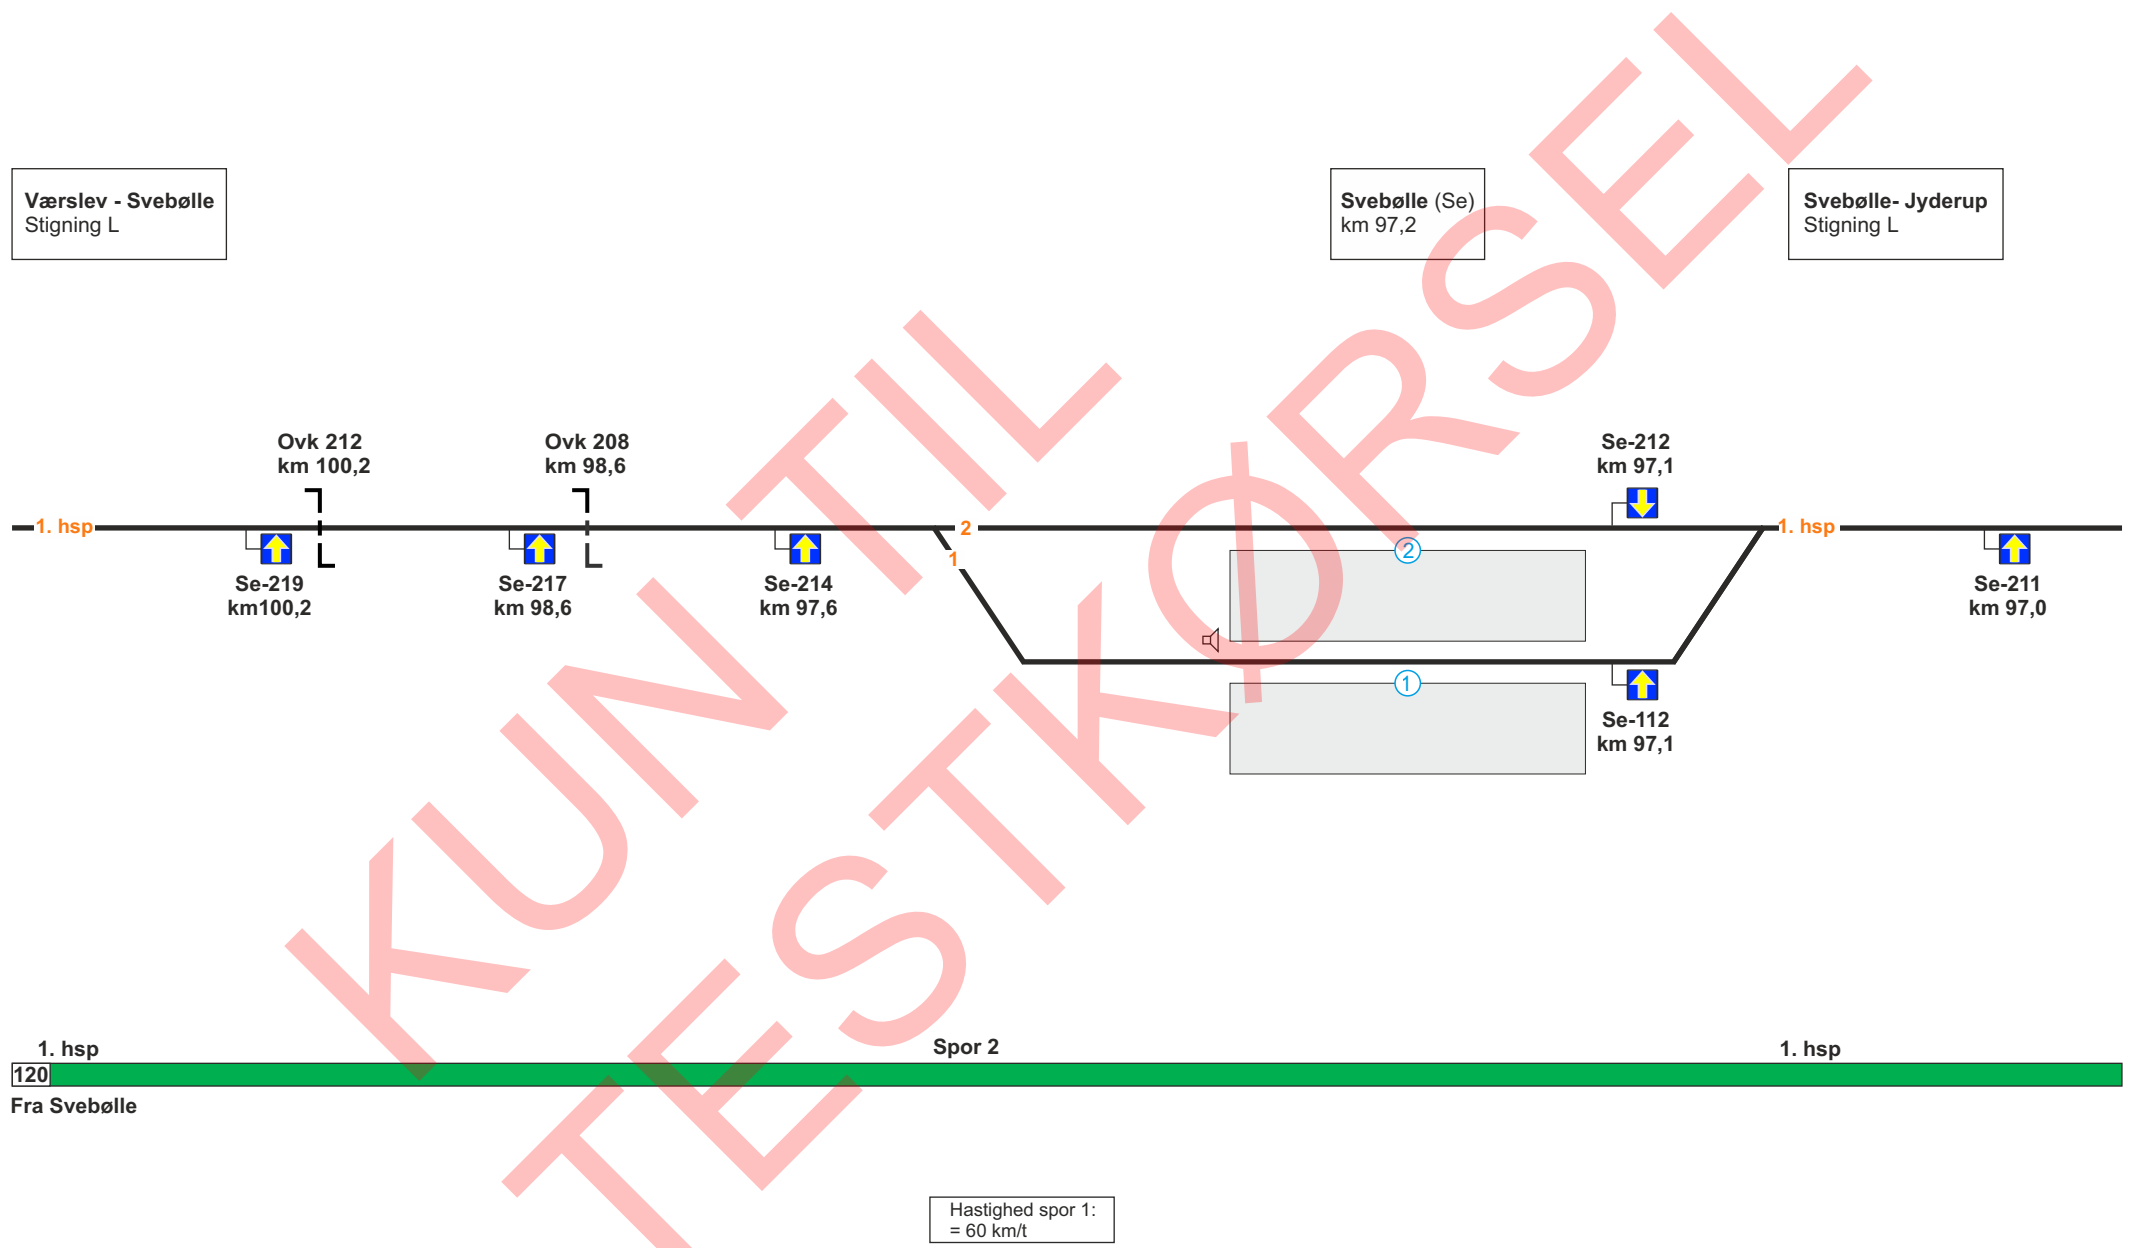 Værslev - Svebølle
Stigning L
Svebølle (Se)
km 97,2
Svebølle- Jyderup
Stigning L
Ovk 212
km 100,2
Ovk 208
km 98,6
Se-212
km 97,1
1. hsp
2
1. hsp
1
2
Se-219
km100,2
Se-217
km 98,6
Se-214
km 97,6
Se-211
km 97,0
1
Se-112
km 97,1
KUN TIL
TESTKØRSEL
1. hsp
Spor 2
1. hsp
120
Fra Svebølle
Hastighed spor 1:
= 60 km/t